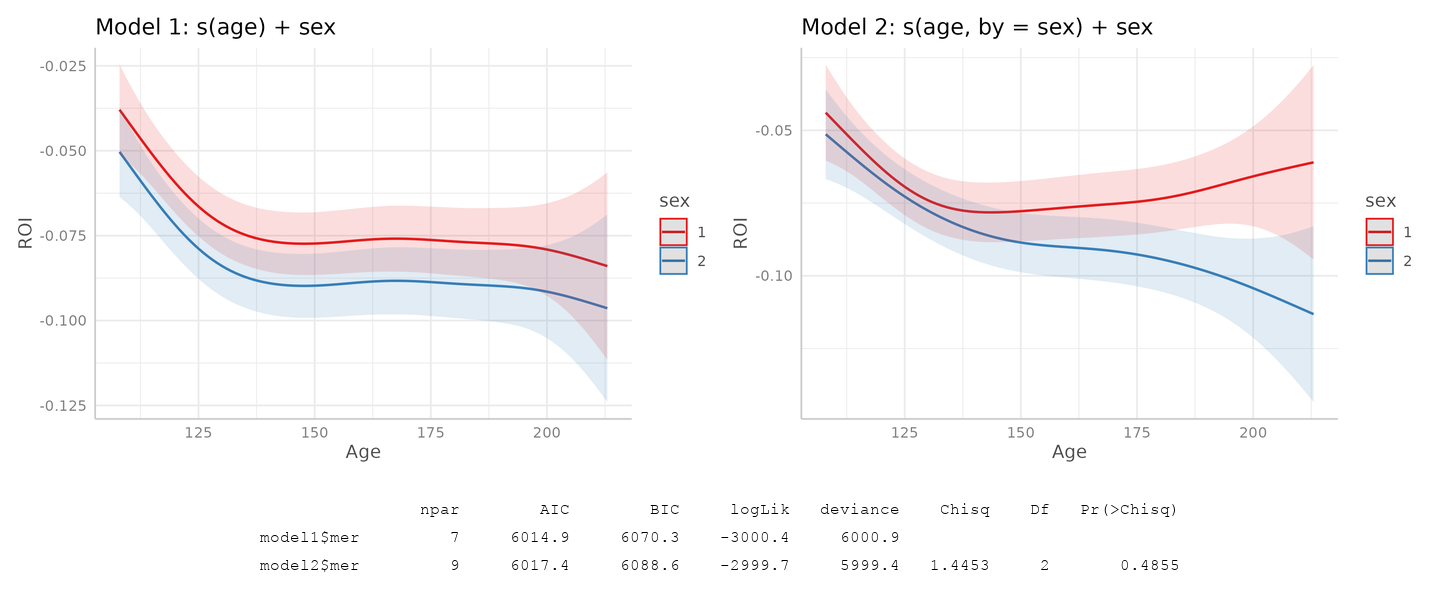 Model 1: s(age) + sex
-0.025
-0.050
-0.075
-0.100
-0.125
ROI
125 150 175 200
Age
sex
1
2
Model 2: s(age, by = sex) + sex
-0.05
-0.10
ROI
125 150 175 200
Age
sex
1
2
npar AIC BIC logLik deviance Chisq Df Pr(>Chisq)
model1$mer 7 6014.9 6070.3 -3000.4 6000.9
model2$mer 9 6017.4 6088.6 -2999.7 5999.4 1.4453 2 0.4855